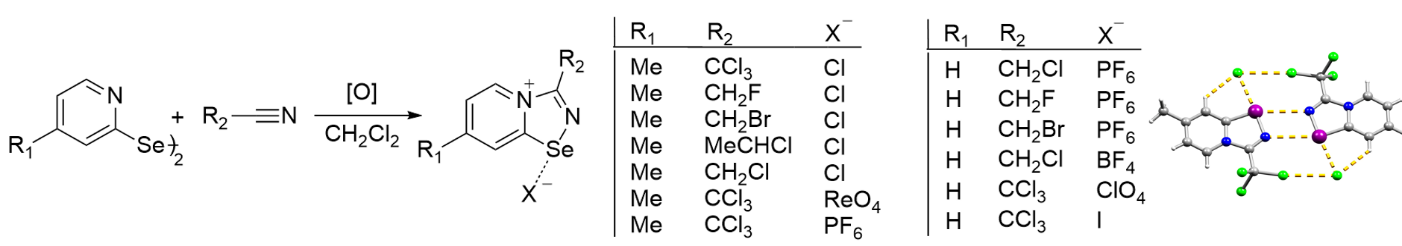 R₁ N Se)₂ + R₂ N [O] CH₂Cl₂ R₁ N⁺ R₂ N Se X⁻
R₁ R₂ X⁻
Me CCl₃ Cl
Me CH₂F Cl
Me CH₂Br Cl
Me MeCHCl Cl
Me CH₂Cl Cl
Me CCl₃ ReO₄
Me CCl₃ PF₆
R₁ R₂ X⁻
H CH₂Cl PF₆
H CH₂F PF₆
H CH₂Br PF₆
H CH₂Cl BF₄
H CCl₃ ClO₄
H CCl₃ I